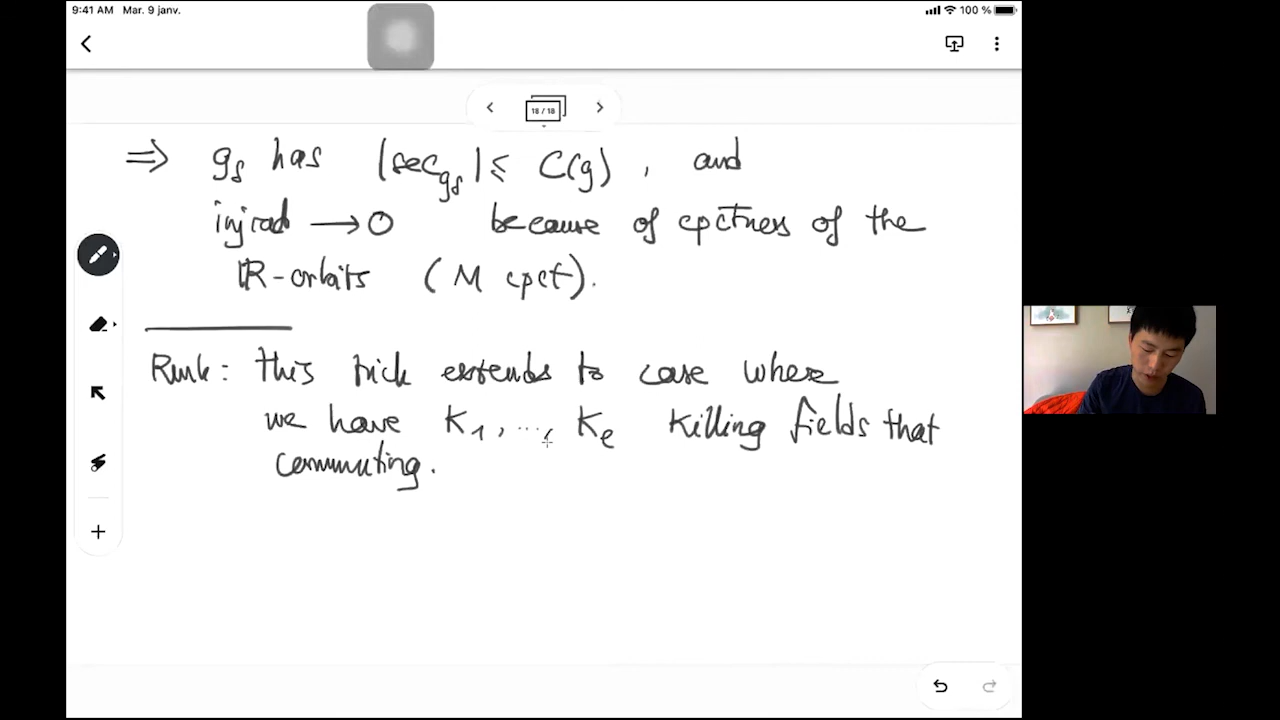 9:41 AM Mar. 9 janv.
100 %
18 / 18
⇒ g_δ has |sec_{g_δ}| ≤ C(g), and
injrad → 0 because of cpctness of the
ℝ-orbits (M cpct).
Rmk: this trick extends to case where
we have K_1, ..., K_ℓ Killing fields that
commuting.